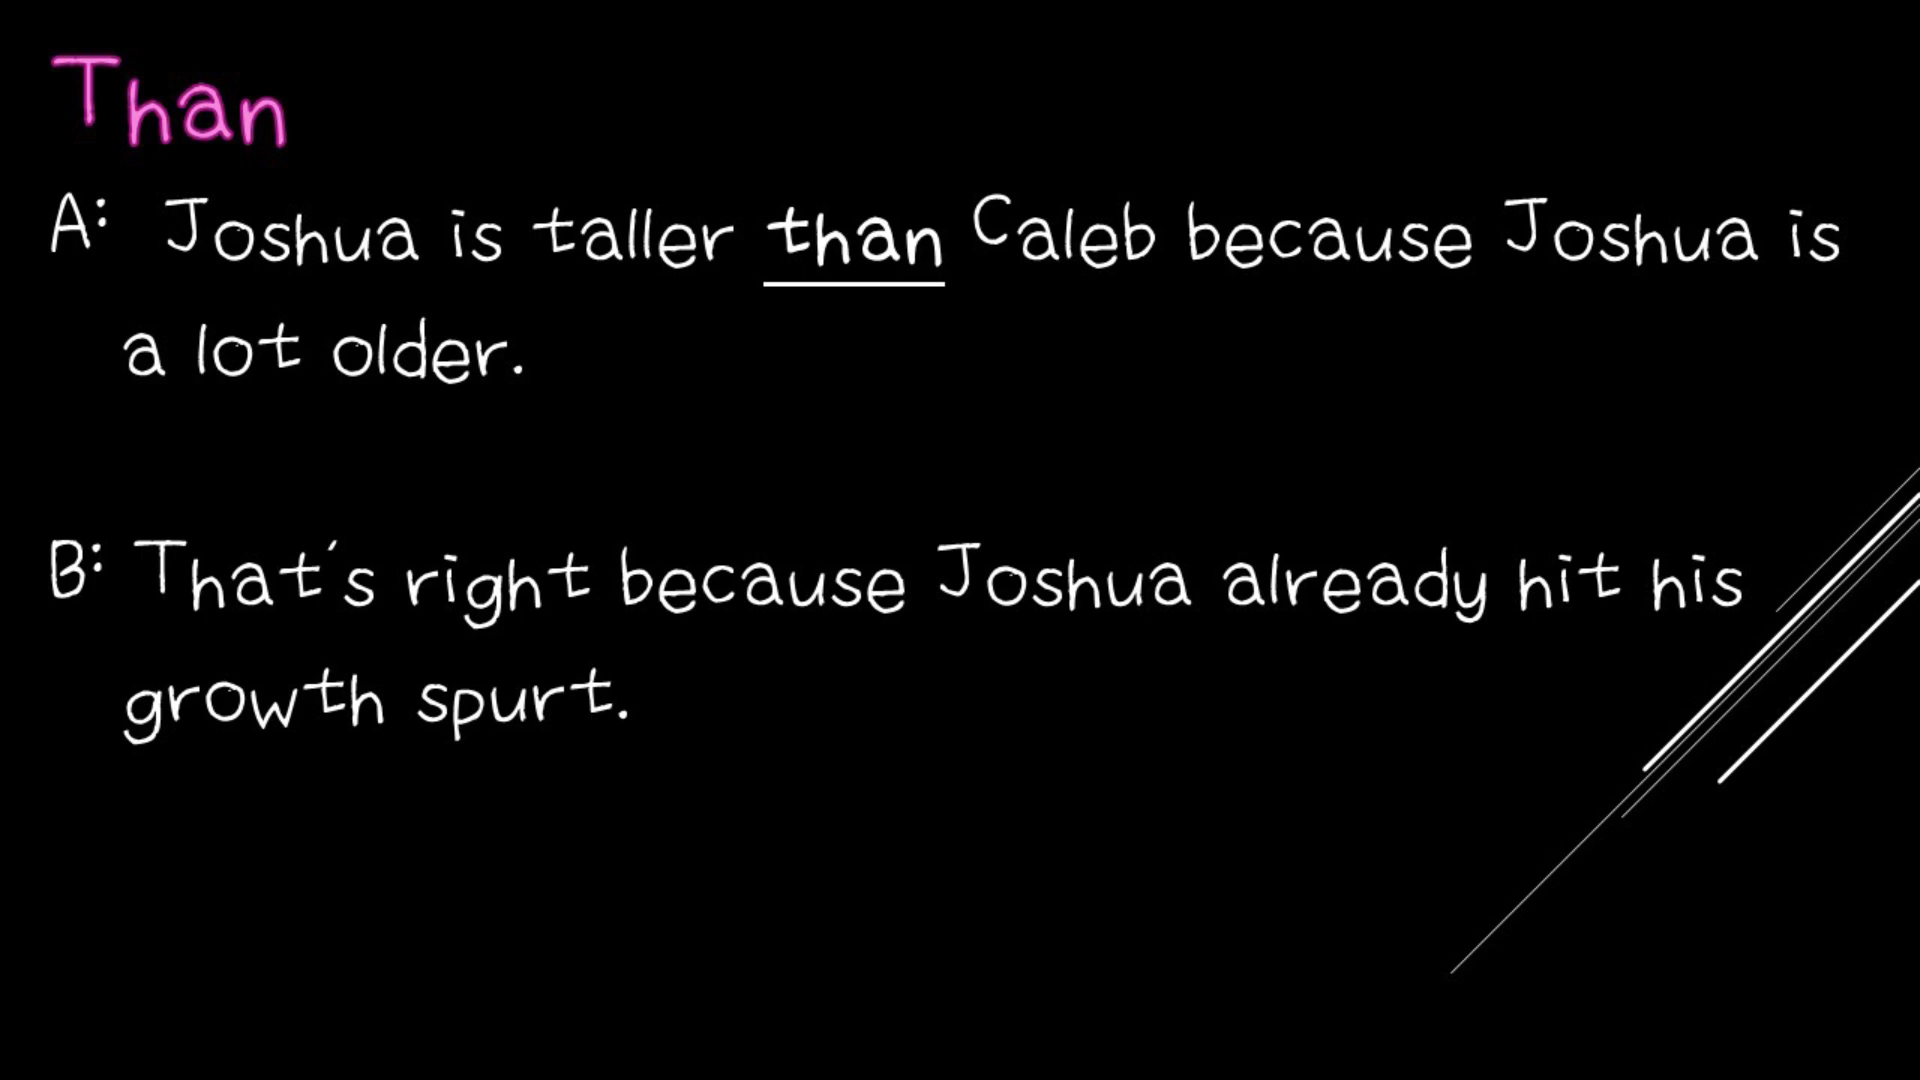 Than
A: Joshua is taller than Caleb because Joshua is
a lot older.
B: That's right because Joshua already hit his
growth spurt.